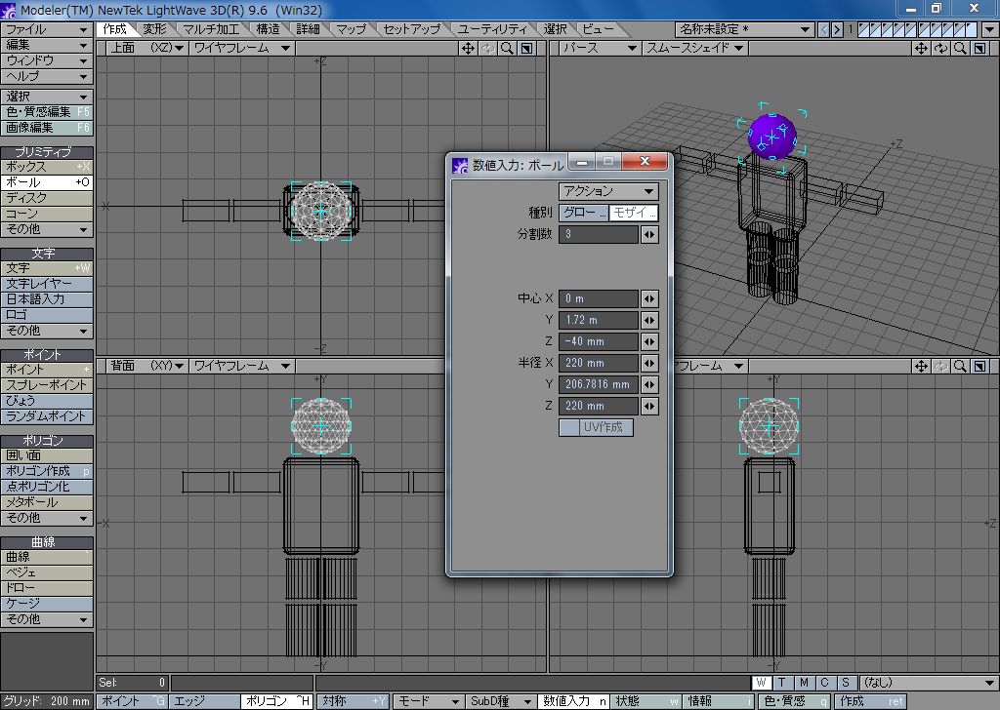 Modeler(TM) NewTek LightWave 3D(R) 9.6 (Win32)
ファイル 作成 変形 マルチ加工 構造 詳細 マップ セットアップ ユーティリティ 選択 ビュー 名称未設定 * 1
編集
ウィンドウ
ヘルプ
選択
色・質感編集 F5
画像編集 F6
プリミティブ
ボックス +X
ボール +O
ディスク
コーン
その他
文字
文字 +W
文字レイヤー
日本語入力
ロゴ
その他
ポイント
ポイント +
スプレーポイント
びょう
ランダムポイント
ポリゴン
囲い面
ポリゴン作成 p
点ポリゴン化
メタボール
その他
曲線
曲線
ベジェ
ドロー
ケージ
その他
上面 (XZ) ワイヤフレーム
+Z
X
-Z
パース スムースシェイド
+Z
背面 (XY) ワイヤフレーム
+Y
-X
-Y
フレーム
+Y
+Z
-Y
数値入力: ボール
アクション
種別 グロー ... モザイ ...
分割数 3
中心 X 0 m
Y 1.72 m
Z -40 mm
半径 X 220 mm
Y 206.7816 mm
Z 220 mm
UV作成
Sel: 0
W T M C S (なし)
グリッド: 200 mm ポイント ^G エッジ ポリゴン ^H 対称 +Y モード SubD種 数値入力 n 状態 w 情報 i 色・質感 q 作成 ret